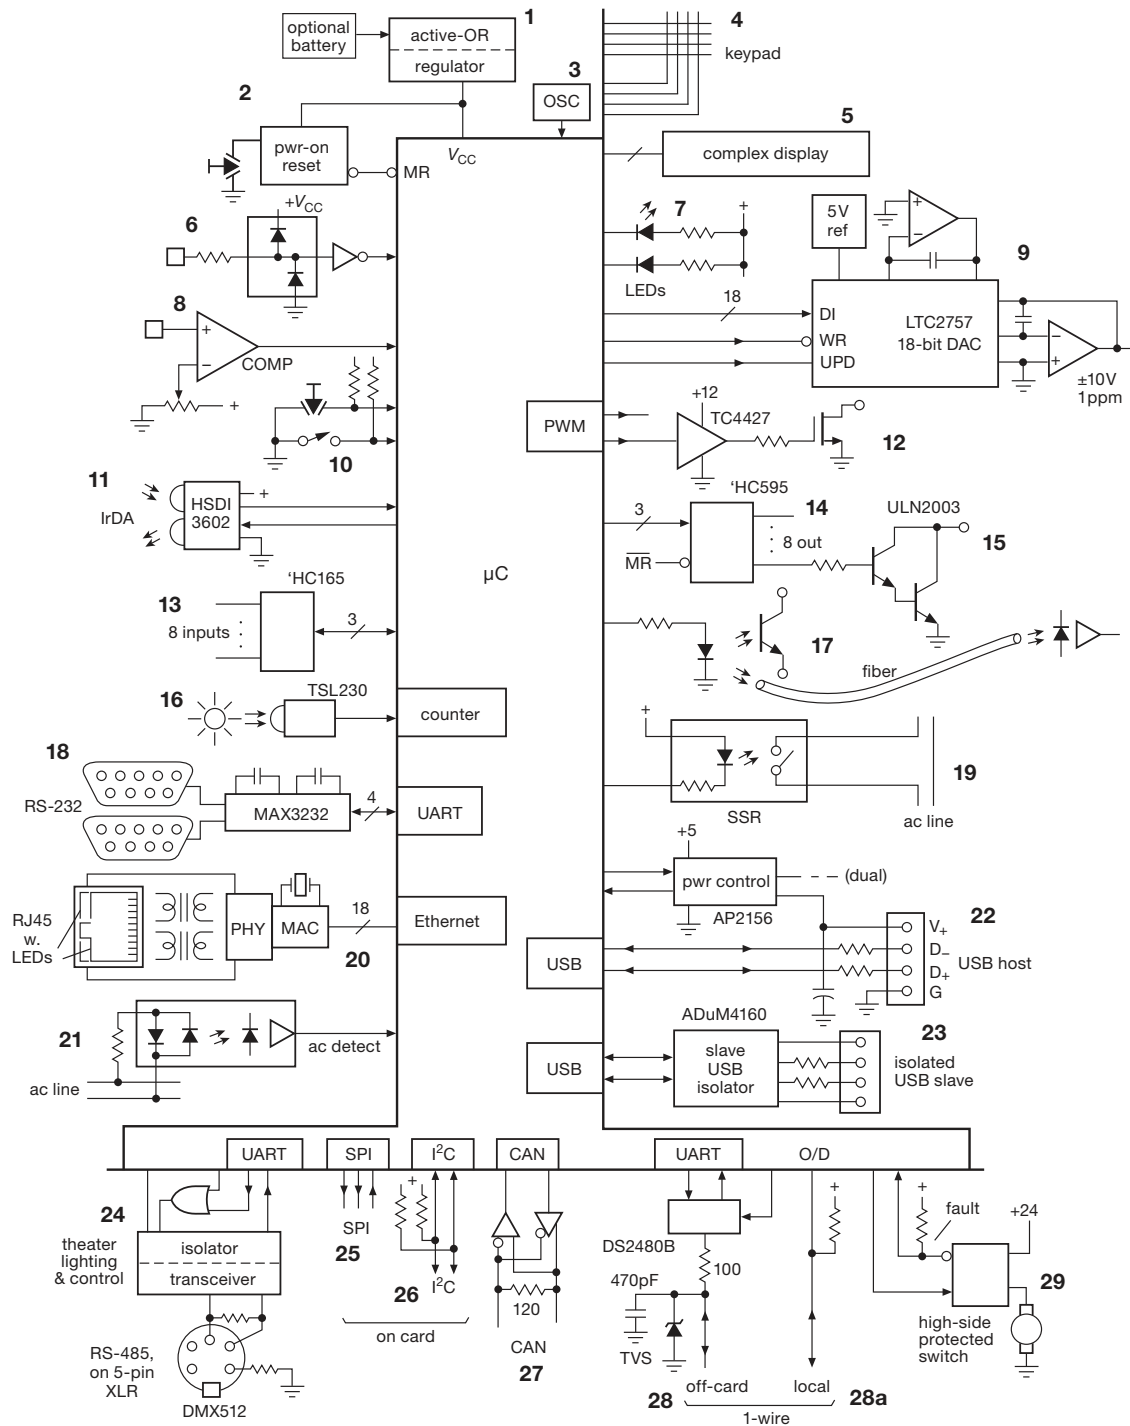 1
optional
battery
active-OR
regulator
4
keypad
2
3
OSC
pwr-on
reset
VCC
MR
5
complex display
6
+VCC
7
+
LEDs
5V
ref
+
−
9
18
DI
WR
UPD
LTC2757
18-bit DAC
−
+
±10V
1ppm
8
+
−
COMP
+
10
PWM
+12
TC4427
12
11
IrDA
HSDI
3602
+
µC
'HC595
14
3
8 out
MR
ULN2003
15
'HC165
13
8 inputs
3
17
fiber
16
TSL230
counter
+
SSR
19
ac line
18
RS-232
MAX3232
4
UART
+5
pwr control
(dual)
AP2156
RJ45
w.
LEDs
PHY
MAC
18
20
Ethernet
22
V+
D−
D+
G
USB host
USB
21
ac detect
ac line
ADuM4160
23
USB
slave
USB
isolator
isolated
USB slave
UART
SPI
I2C
CAN
UART
O/D
24
theater
lighting
& control
isolator
transceiver
RS-485,
on 5-pin
XLR
DMX512
SPI
25
+
I2C
26
on card
120
CAN
27
DS2480B
100
470pF
TVS
28
off-card
local
28a
1-wire
+
+
fault
+24
29
high-side
protected
switch